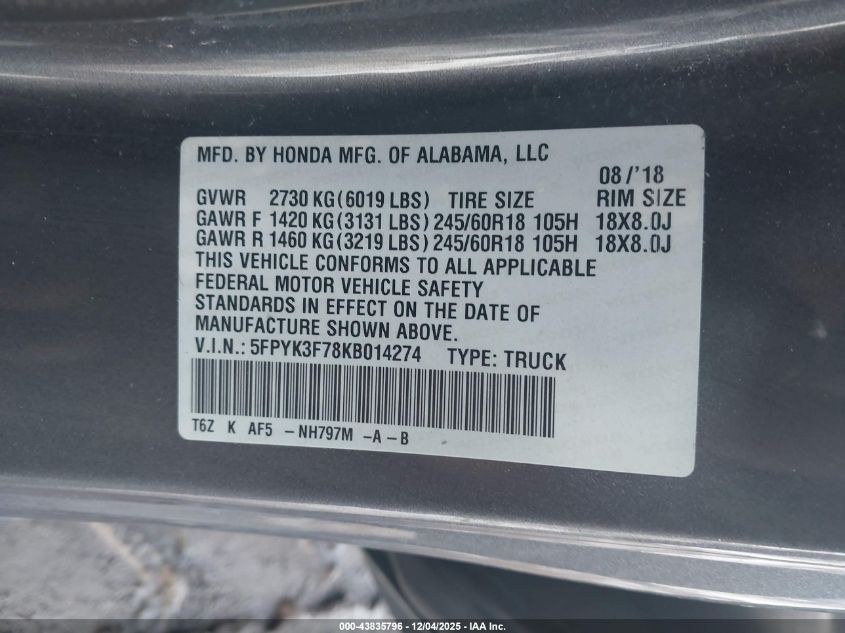 MFD. BY HONDA MFG. OF ALABAMA, LLC
08/'18
GVWR 2730 KG(6019 LBS) TIRE SIZE RIM SIZE
GAWR F 1420 KG(3131 LBS) 245/60R18 105H 18X8.0J
GAWR R 1460 KG(3219 LBS) 245/60R18 105H 18X8.0J
THIS VEHICLE CONFORMS TO ALL APPLICABLE
FEDERAL MOTOR VEHICLE SAFETY
STANDARDS IN EFFECT ON THE DATE OF
MANUFACTURE SHOWN ABOVE.
V.I.N.: 5FPYK3F78KB014274 TYPE: TRUCK
T6Z K AF5 -NH797M -A-B
000-43835796 - 12/04/2025 - IAA Inc.